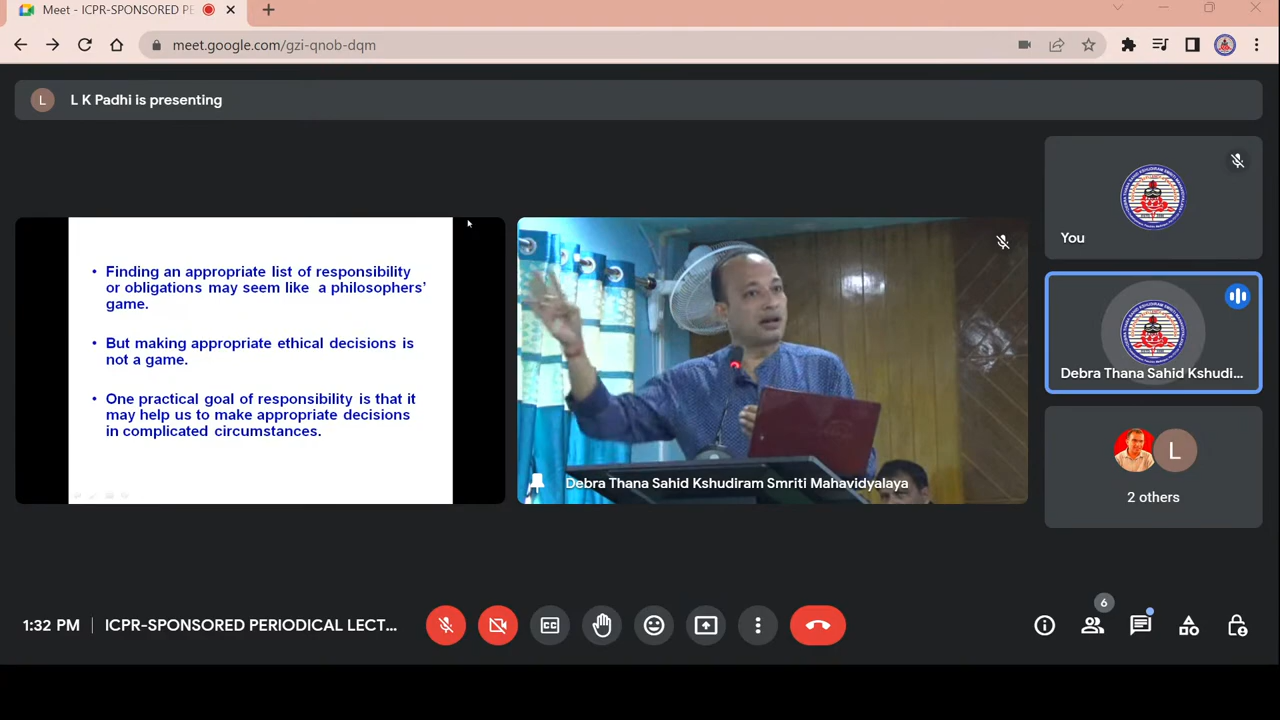 Meet - ICPR-SPONSORED PE
meet.google.com/gzi-qnob-dqm
L
L K Padhi is presenting
• Finding an appropriate list of responsibility
or obligations may seem like a philosophers'
game.
• But making appropriate ethical decisions is
not a game.
• One practical goal of responsibility is that it
may help us to make appropriate decisions
in complicated circumstances.
Debra Thana Sahid Kshudiram Smriti Mahavidyalaya
You
Debra Thana Sahid Kshudi...
L
2 others
1:32 PM
ICPR-SPONSORED PERIODICAL LECT...
CC
6